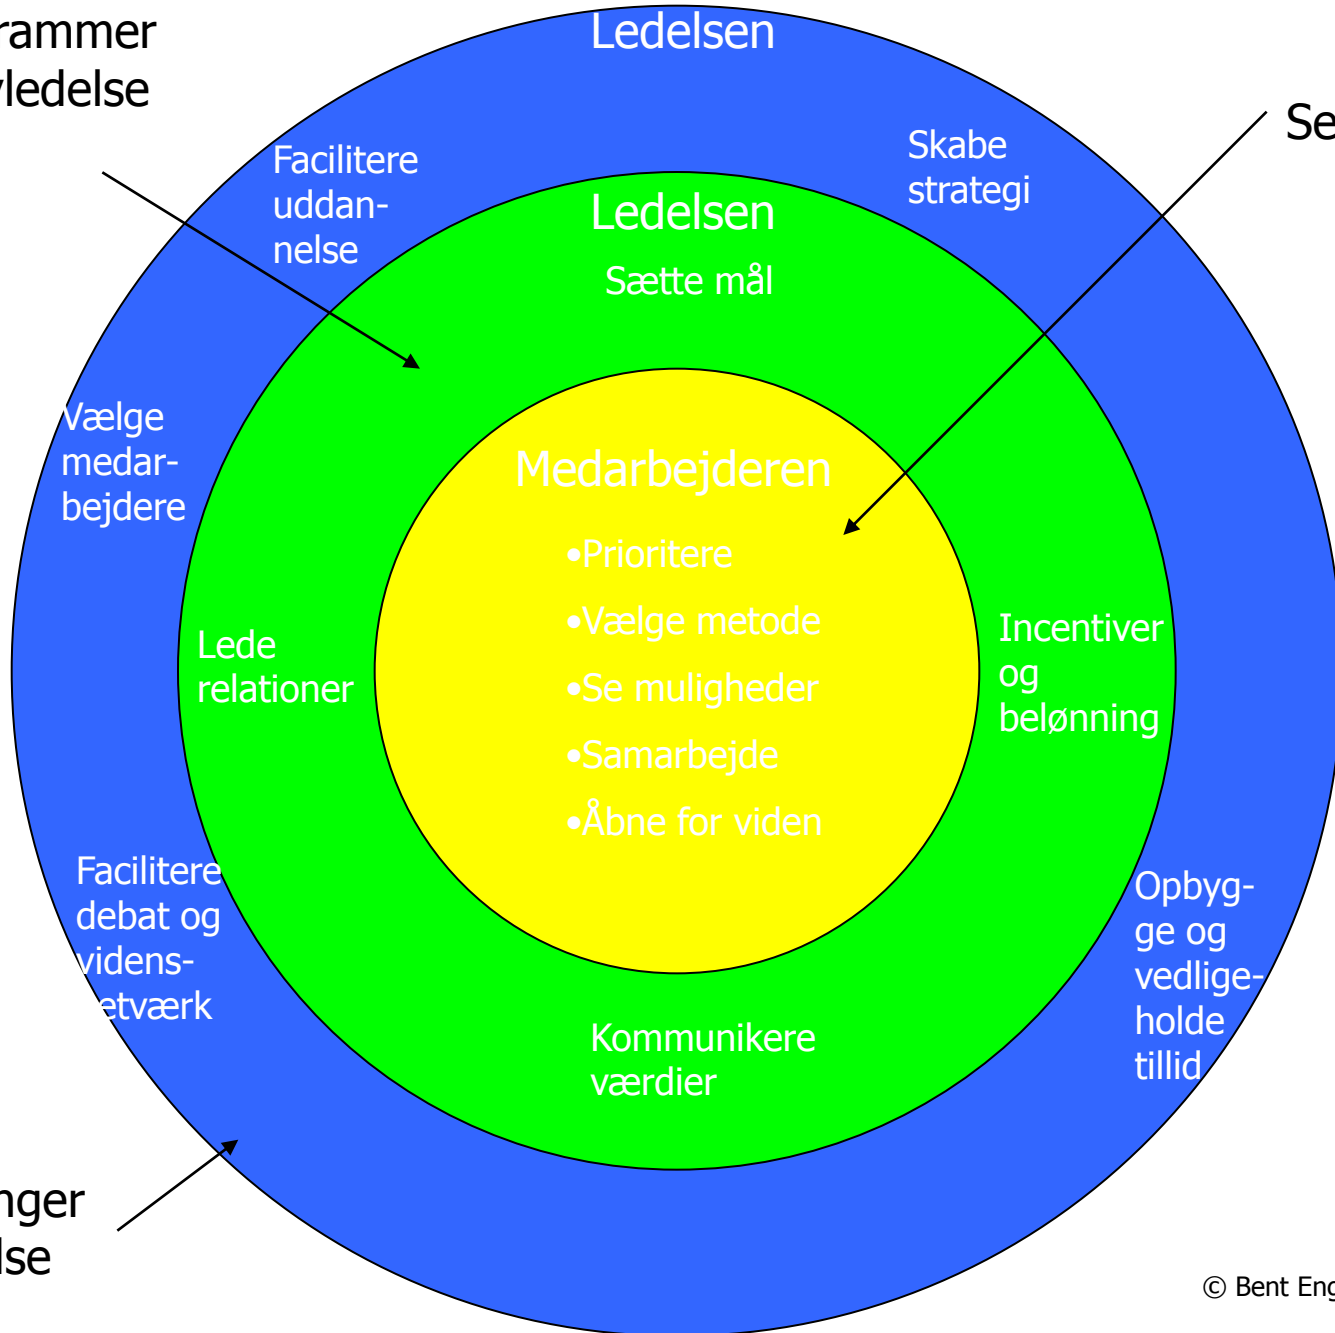 rammer
ledelse
Ledelsen
Se
Facilitere
uddan-
nelse
Skabe
strategi
Ledelsen
Sætte mål
Vælge
medar-
bejdere
Medarbejderen
•Prioritere
•Vælge metode
•Se muligheder
•Samarbejde
•Åbne for viden
Lede
relationer
Incentiver
og
belønning
Facilitere
debat og
videns-
etværk
Opbyg-
ge og
vedlige-
holde
tillid
Kommunikere
værdier
nger
lse
© Bent Eng